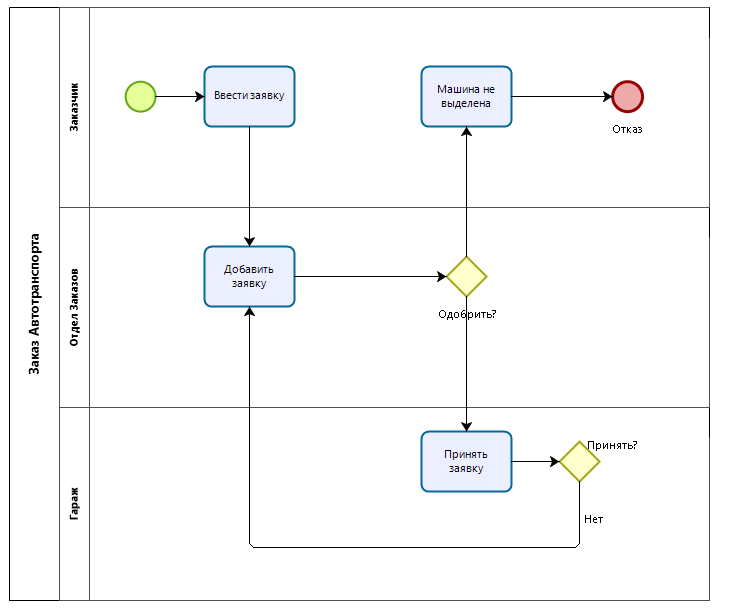 Заказ Автотранспорта
Заказчик
Ввести заявку
Машина не
выделена
Отказ
Отдел Заказов
Добавить
заявку
Одобрить?
Гараж
Принять
заявку
Принять?
Нет